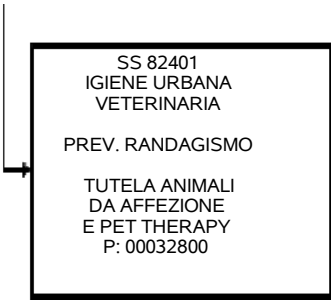 SS 82401
IGIENE URBANA
VETERINARIA
PREV. RANDAGISMO
TUTELA ANIMALI
DA AFFEZIONE
E PET THERAPY
P: 00032800